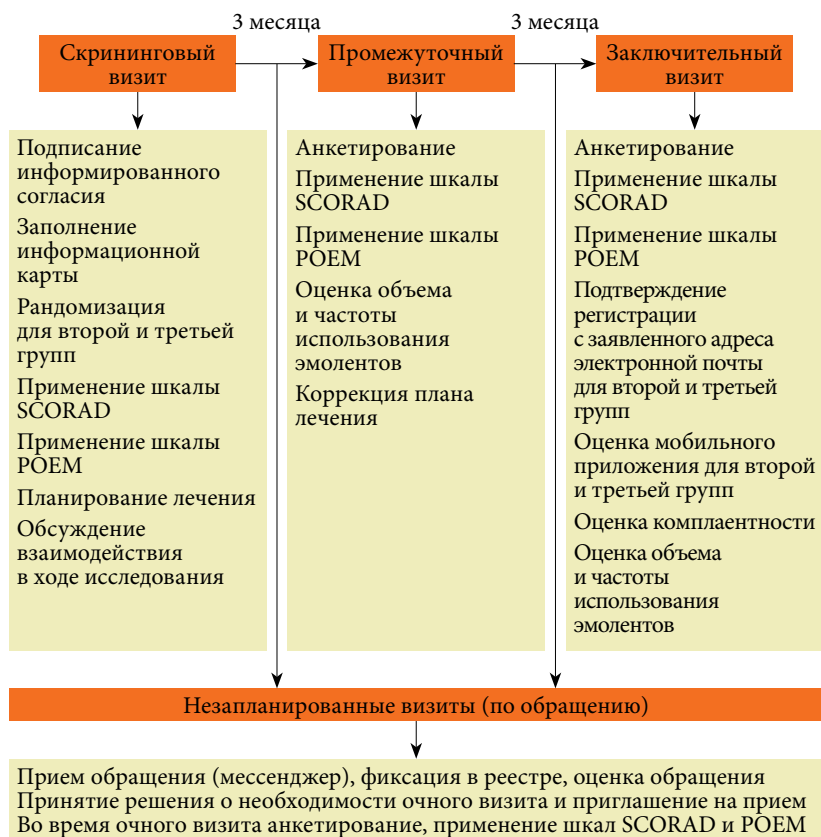 3 месяца
3 месяца
Скрининговый
визит
Промежуточный
визит
Заключительный
визит
Подписание
информированного
согласия
Заполнение
информационной
карты
Рандомизация
для второй и третьей
групп
Применение шкалы
SCORAD
Применение шкалы
POEM
Планирование лечения
Обсуждение
взаимодействия
в ходе исследования
Анкетирование
Применение шкалы
SCORAD
Применение шкалы
POEM
Оценка объема
и частоты
использования
эмолентов
Коррекция плана
лечения
Анкетирование
Применение шкалы
SCORAD
Применение шкалы
POEM
Подтверждение
регистрации
с заявленного адреса
электронной почты
для второй и третьей
групп
Оценка мобильного
приложения для второй
и третьей групп
Оценка комплаентности
Оценка объема
и частоты
использования
эмолентов
Незапланированные визиты (по обращению)
Прием обращения (мессенджер), фиксация в реестре, оценка обращения
Принятие решения о необходимости очного визита и приглашение на прием
Во время очного визита анкетирование, применение шкал SCORAD и POEM